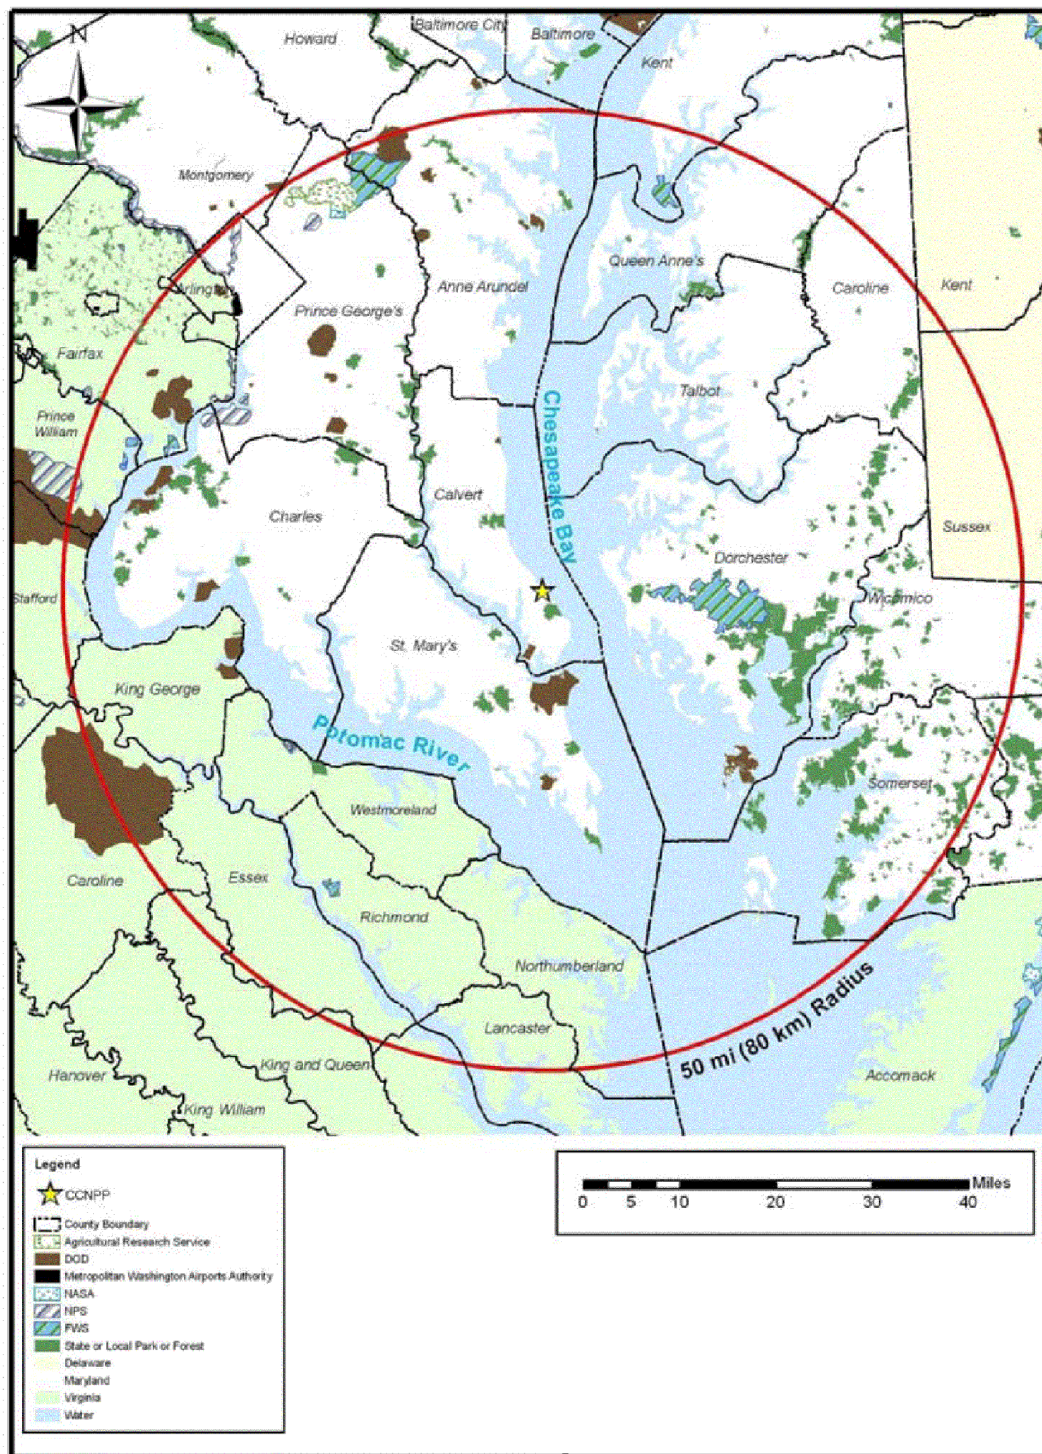 Baltimore City
Howard
Baltimore
N
Kent
Montgomery
Queen Anne's
Arlington
Anne Arundel
Caroline
Kent
Prince George's
Fairfax
Talbot
Prince
William
Chesapeake Bay
Calvert
Charles
Sussex
Dorchester
Stafford
Wicomico
St. Mary's
King George
Potomac River
Somerset
Westmoreland
Caroline
Essex
Richmond
Northumberland
50 mi (80 km) Radius
Lancaster
King and Queen
Hanover
Accomack
King William
Legend
CCNPP
County Boundary
Agricultural Research Service
DOD
Metropolitan Washington Airports Authority
NASA
NPS
FWS
State or Local Park or Forest
Delaware
Maryland
Virginia
Water
Miles
0 5 10 20 30 40